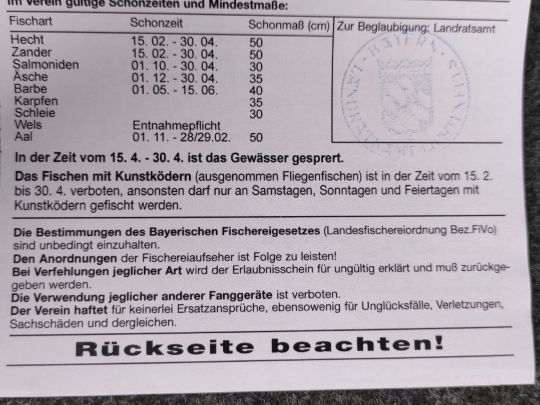 im Verein gültige Schonzeiten und Mindestmaße:
Fischart Schonzeit Schonmaß (cm) Zur Beglaubigung: Landratsamt
Hecht 15. 02. - 30. 04. 50
Zander 15. 02. - 30. 04. 50
Salmoniden 01. 10. - 30. 04. 30
Äsche 01. 12. - 30. 04. 35
Barbe 01. 05. - 15. 06. 40
Karpfen 35
Schleie 30
Wels Entnahmepflicht
Aal 01. 11. - 28/29.02. 50
BAYERN
LANDRATSAMT
In der Zeit vom 15. 4. - 30. 4. ist das Gewässer gesperrt.
Das Fischen mit Kunstködern (ausgenommen Fliegenfischen) ist in der Zeit vom 15. 2.
bis 30. 4. verboten, ansonsten darf nur an Samstagen, Sonntagen und Feiertagen mit
Kunstködern gefischt werden.
Die Bestimmungen des Bayerischen Fischereigesetzes (Landesfischereiordnung Bez.FiVo)
sind unbedingt einzuhalten.
Den Anordnungen der Fischereiaufseher ist Folge zu leisten!
Bei Verfehlungen jeglicher Art wird der Erlaubnisschein für ungültig erklärt und muß zurückge-
geben werden.
Die Verwendung jeglicher anderer Fanggeräte ist verboten.
Der Verein haftet für keinerlei Ersatzansprüche, ebensowenig für Unglücksfälle, Verletzungen,
Sachschäden und dergleichen.
Rückseite beachten!